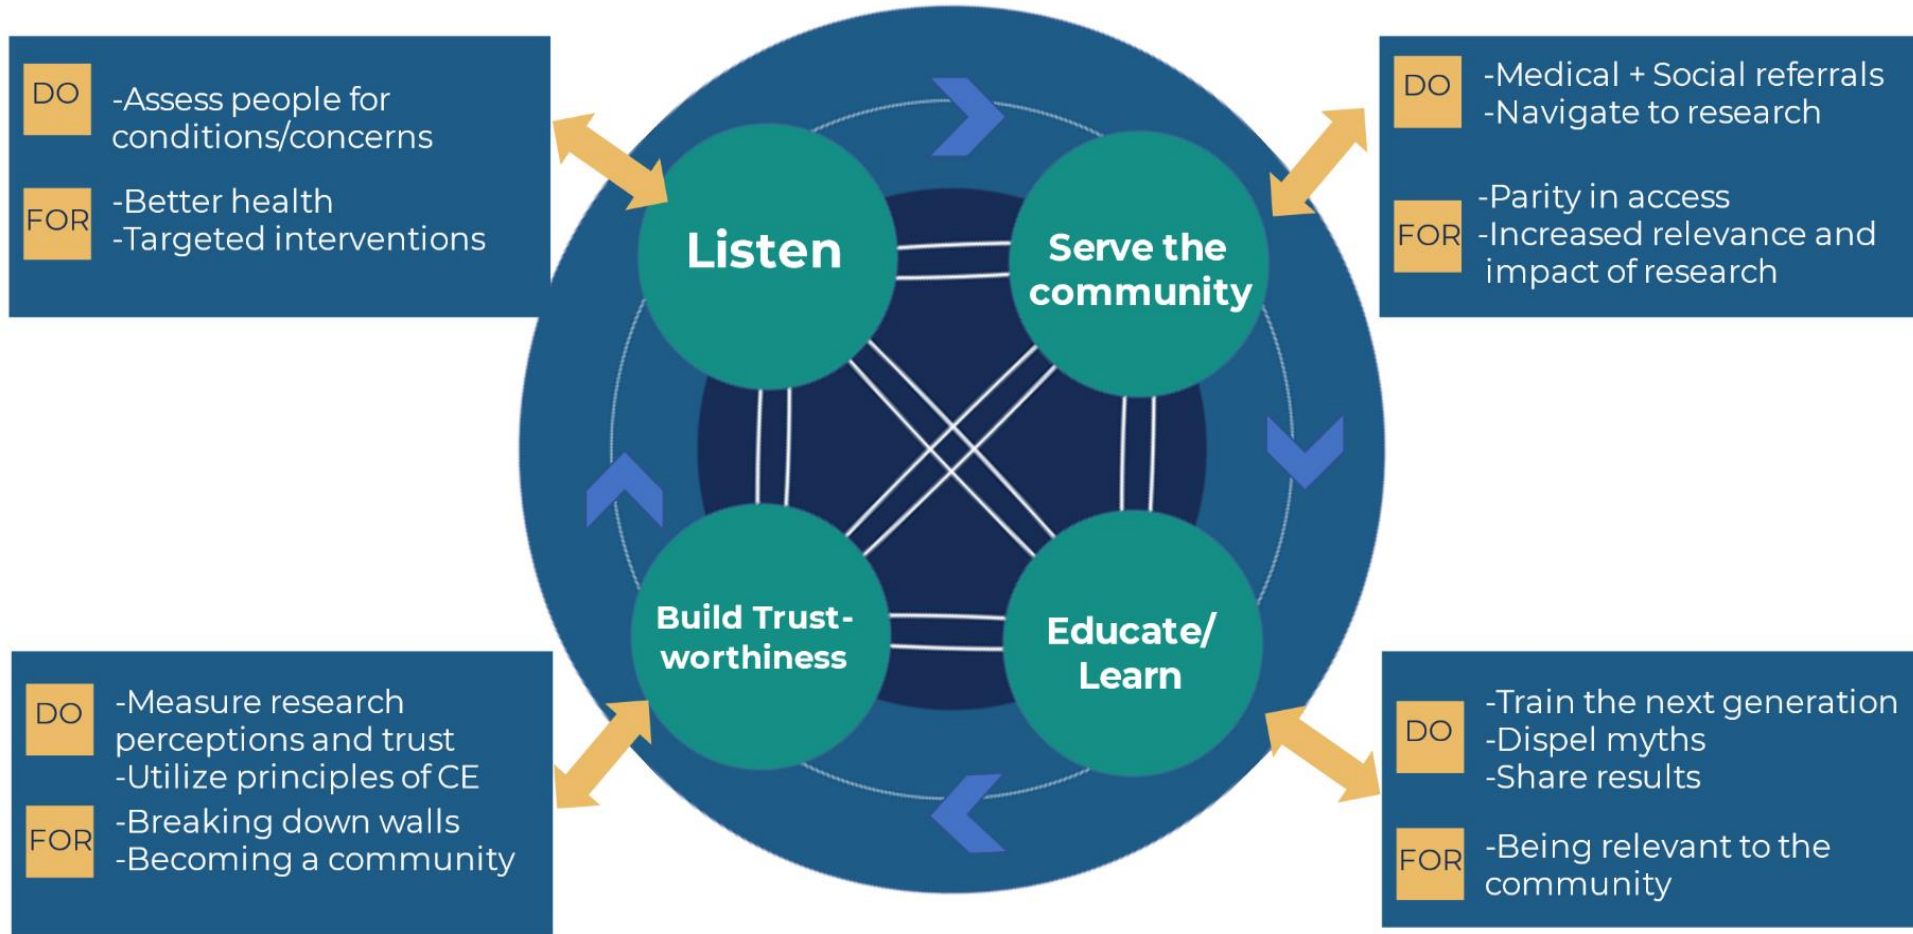 DO
-Assess people for
conditions/concerns
FOR
-Better health
-Targeted interventions
Listen
Serve the
community
DO
-Medical + Social referrals
-Navigate to research
FOR
-Parity in access
-Increased relevance and
impact of research
Build Trust-
worthiness
Educate/
Learn
DO
-Measure research
perceptions and trust
-Utilize principles of CE
FOR
-Breaking down walls
-Becoming a community
DO
-Train the next generation
-Dispel myths
-Share results
FOR
-Being relevant to the
community